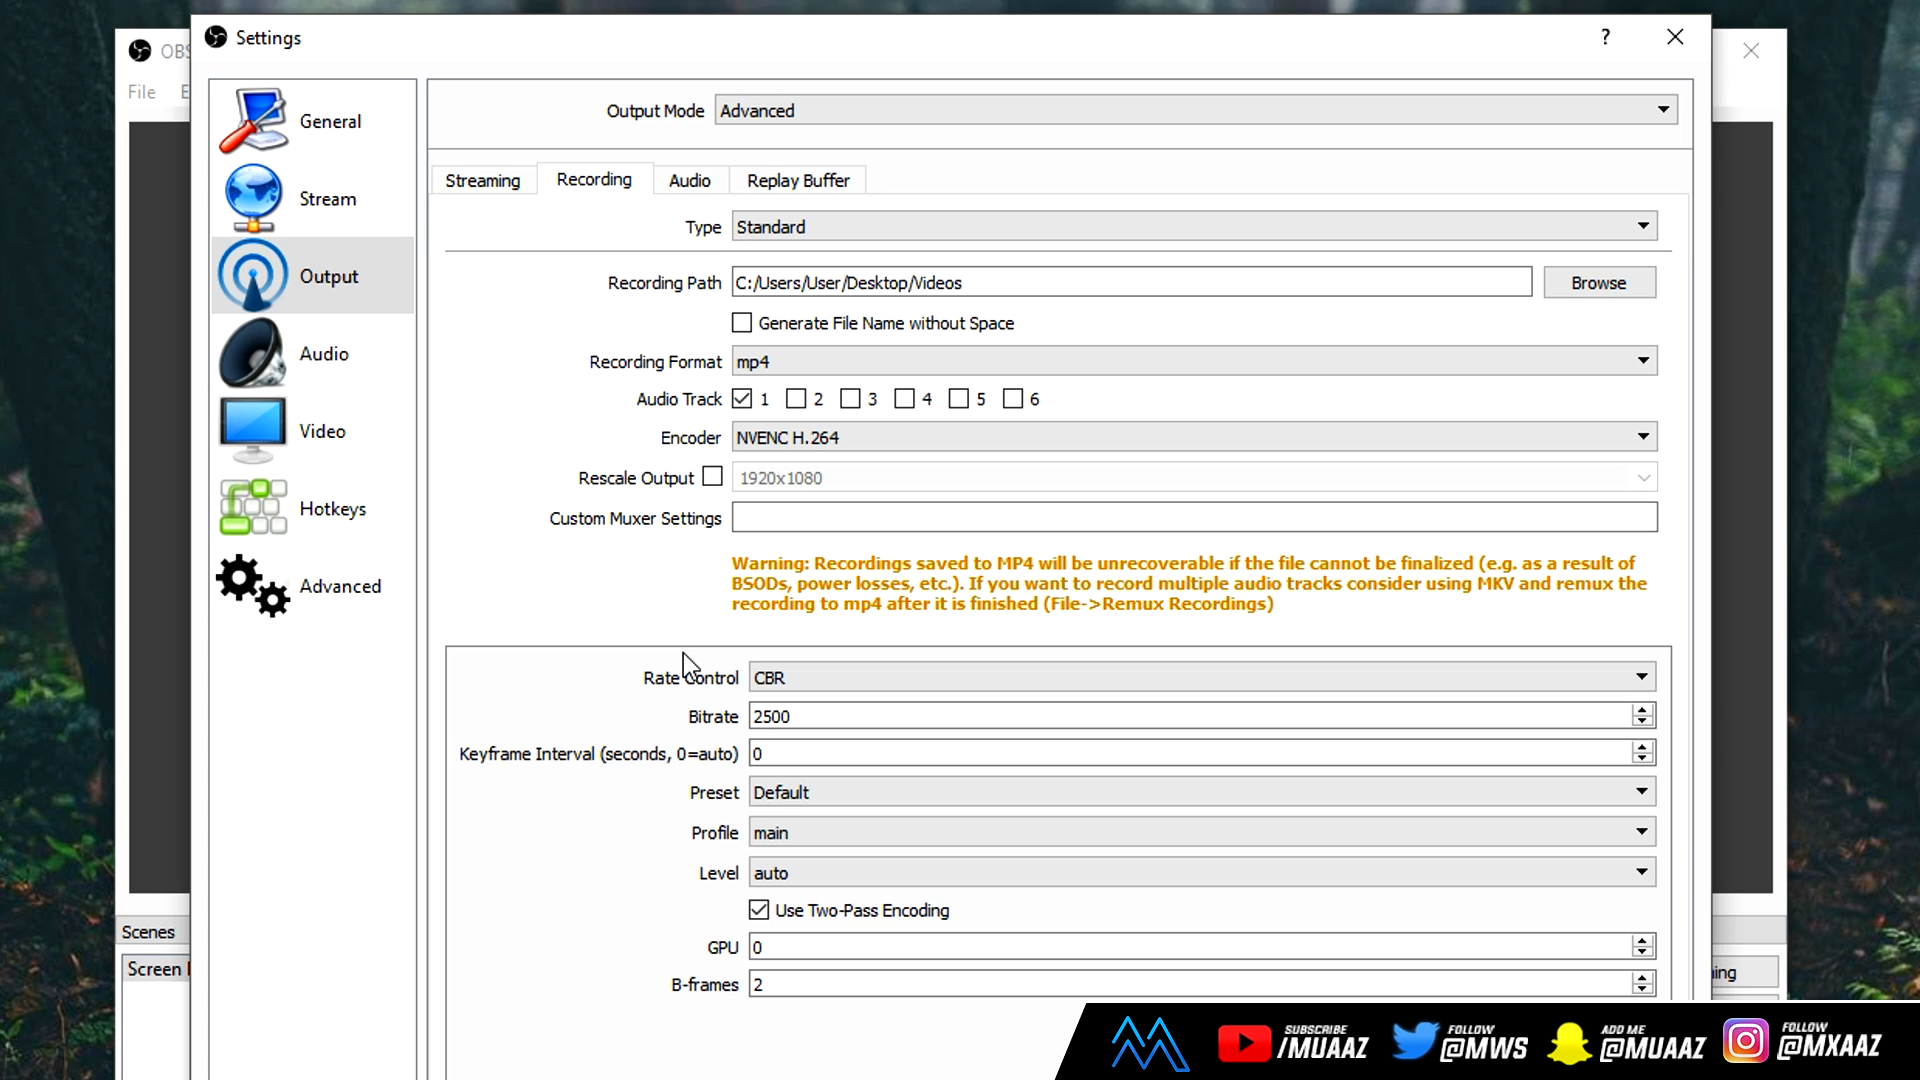 OBS
Settings
?
File
E
General
Stream
Output
Audio
Video
Hotkeys
Advanced
Output Mode Advanced
Streaming Recording Audio Replay Buffer
Type Standard
Recording Path C:/Users/User/Desktop/Videos Browse
Generate File Name without Space
Recording Format mp4
Audio Track 1 2 3 4 5 6
Encoder NVENC H.264
Rescale Output 1920x1080
Custom Muxer Settings
Warning: Recordings saved to MP4 will be unrecoverable if the file cannot be finalized (e.g. as a result of
BSODs, power losses, etc.). If you want to record multiple audio tracks consider using MKV and remux the
recording to mp4 after it is finished (File->Remux Recordings)
Rate Control CBR
Bitrate 2500
Keyframe Interval (seconds, 0=auto) 0
Preset Default
Profile main
Level auto
Use Two-Pass Encoding
GPU 0
B-frames 2
Scenes
Screen
ing
SUBSCRIBE
/MUAAZ
FOLLOW
@MWS
ADD ME
@MUAAZ
FOLLOW
@MXAAZ